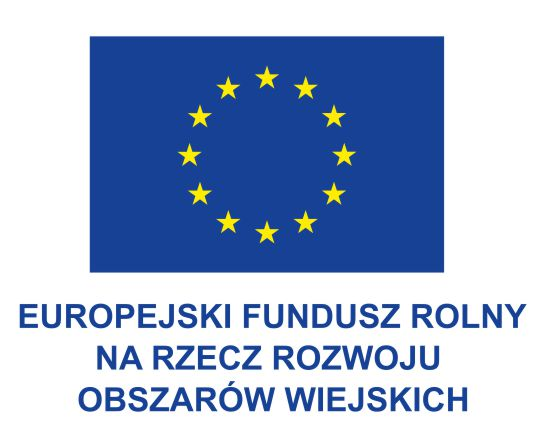 EUROPEJSKI FUNDUSZ ROLNY
NA RZECZ ROZWOJU
OBSZARÓW WIEJSKICH